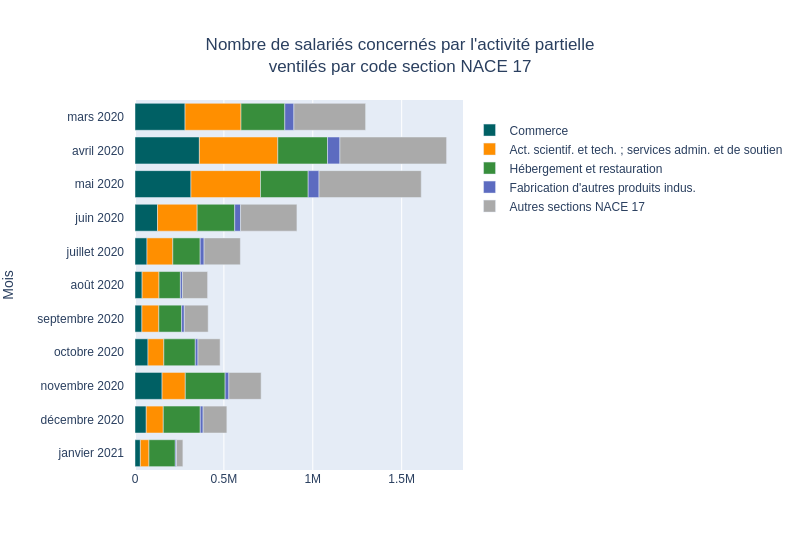 Nombre de salariés concernés par l'activité partielle
ventilés par code section NACE 17
Mois
mars 2020
avril 2020
mai 2020
juin 2020
juillet 2020
août 2020
septembre 2020
octobre 2020
novembre 2020
décembre 2020
janvier 2021
0
0.5M
1M
1.5M
Commerce
Act. scientif. et tech. ; services admin. et de soutien
Hébergement et restauration
Fabrication d'autres produits indus.
Autres sections NACE 17